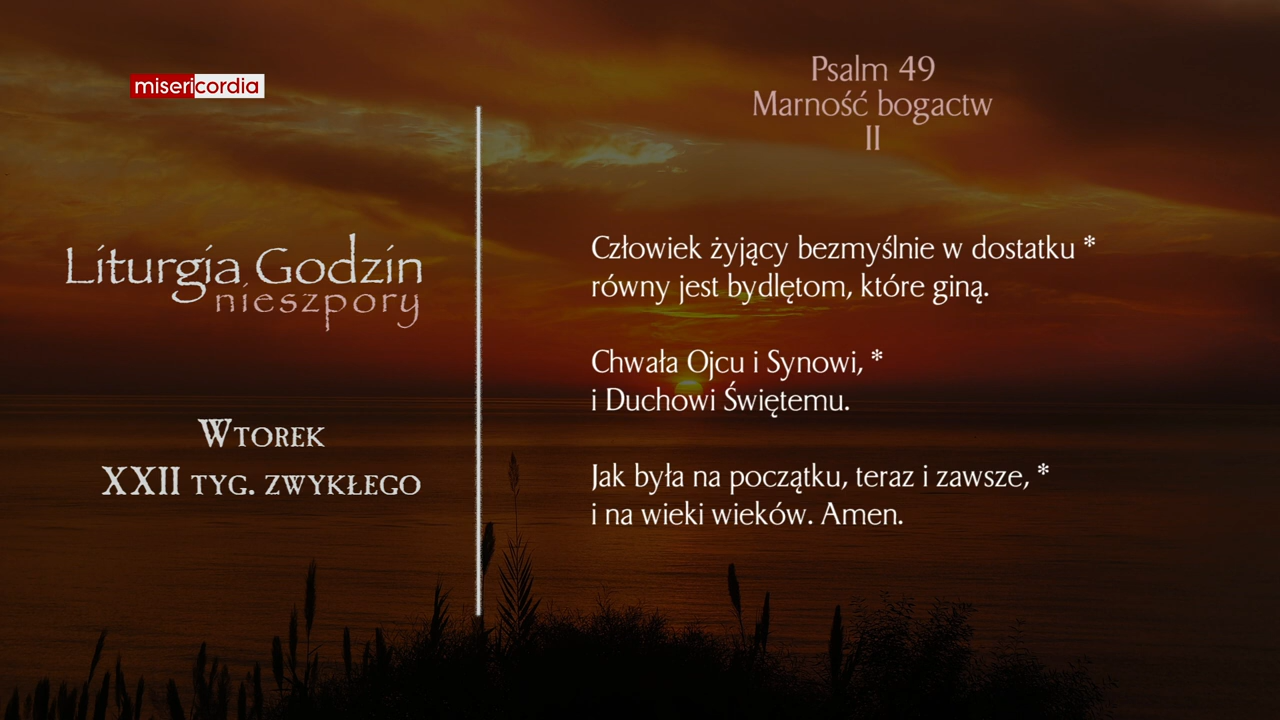 misericordia
Liturgia Godzin
nieszpory
Wtorek
XXII tyg. zwykłego
Psalm 49
Marność bogactw
II
Człowiek żyjący bezmyślnie w dostatku *
równy jest bydlętom, które giną.
Chwała Ojcu i Synowi, *
i Duchowi Świętemu.
Jak była na początku, teraz i zawsze, *
i na wieki wieków. Amen.